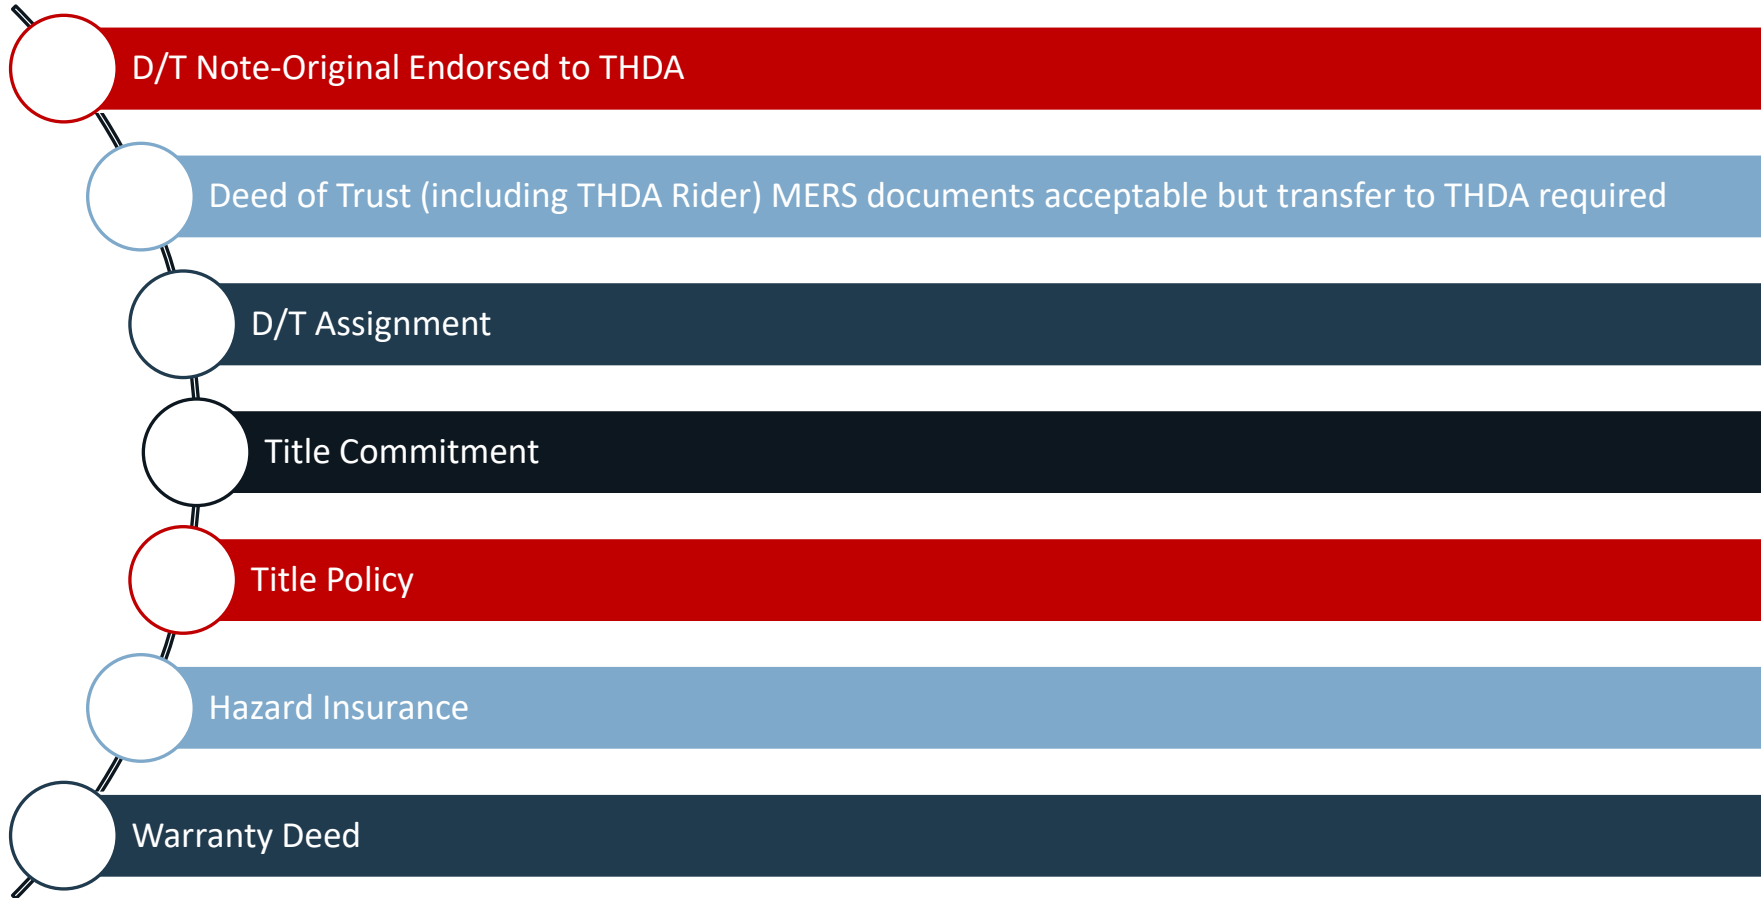 D/T Note-Original Endorsed to THDA
Deed of Trust (including THDA Rider) MERS documents acceptable but transfer to THDA required
D/T Assignment
Title Commitment
Title Policy
Hazard Insurance
Warranty Deed